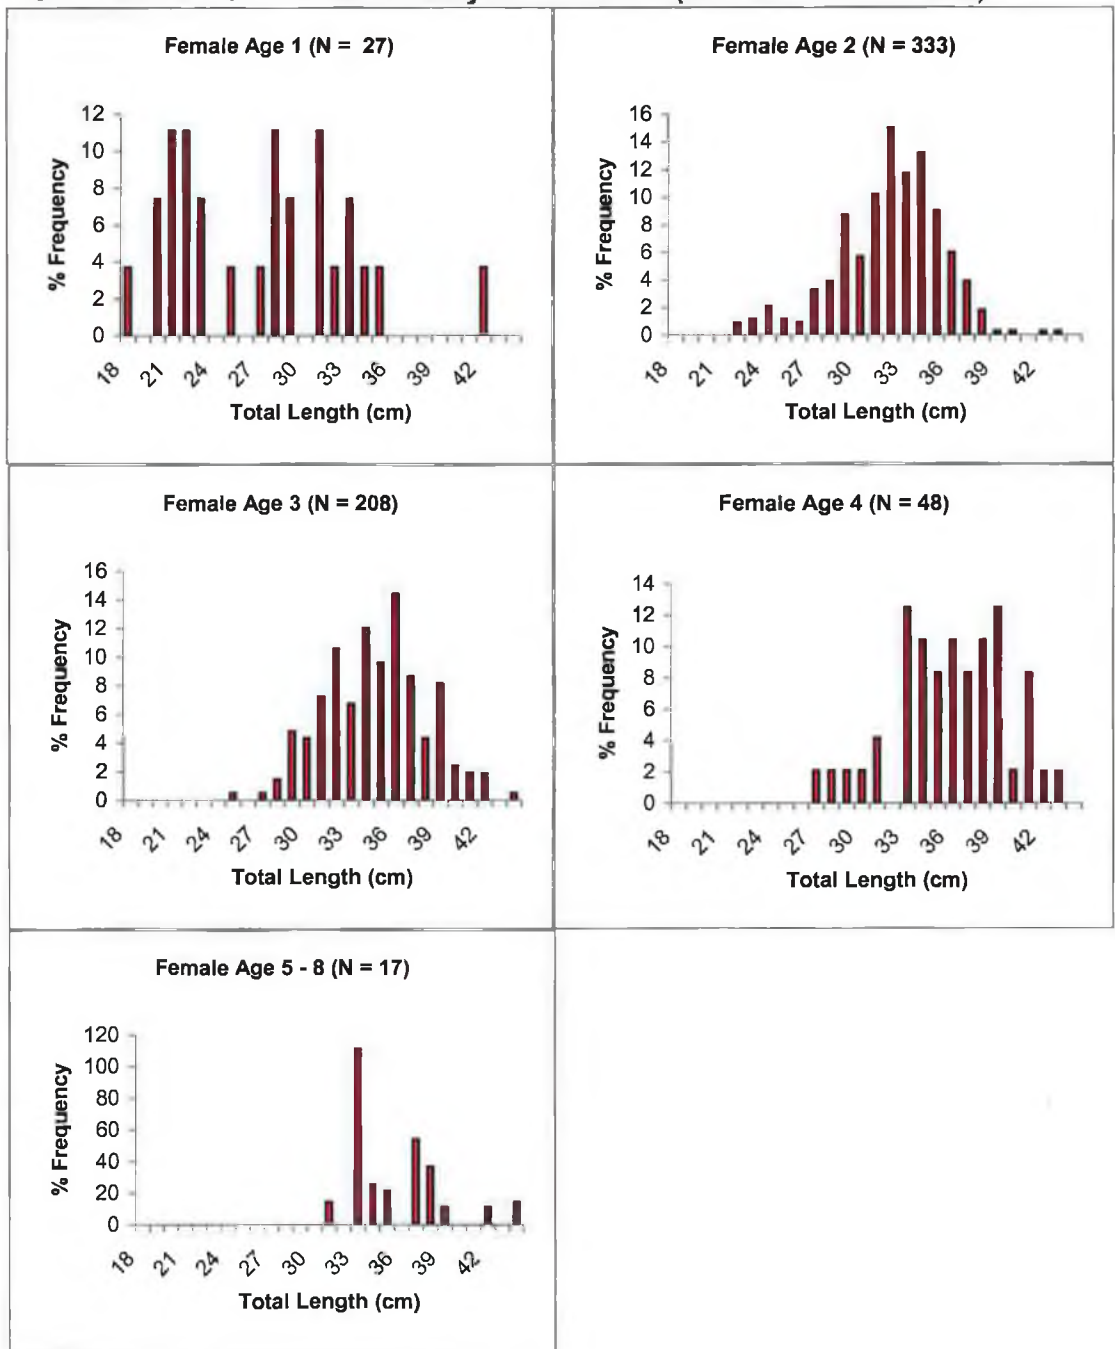 Female Age 1 (N = 27)
12
10
8
6
4
2
0
% Frequency
18 21 24 27 30 33 36 39 42
Total Length (cm)
Female Age 2 (N = 333)
16
14
12
10
8
6
4
2
0
% Frequency
18 21 24 27 30 33 36 39 42
Total Length (cm)
Female Age 3 (N = 208)
16
14
12
10
8
6
4
2
0
% Frequency
18 21 24 27 30 33 36 39 42
Total Length (cm)
Female Age 4 (N = 48)
14
12
10
8
6
4
2
0
% Frequency
18 21 24 27 30 33 36 39 42
Total Length (cm)
Female Age 5 - 8 (N = 17)
120
100
80
60
40
20
0
% Frequency
18 21 24 27 30 33 36 39 42
Total Length (cm)